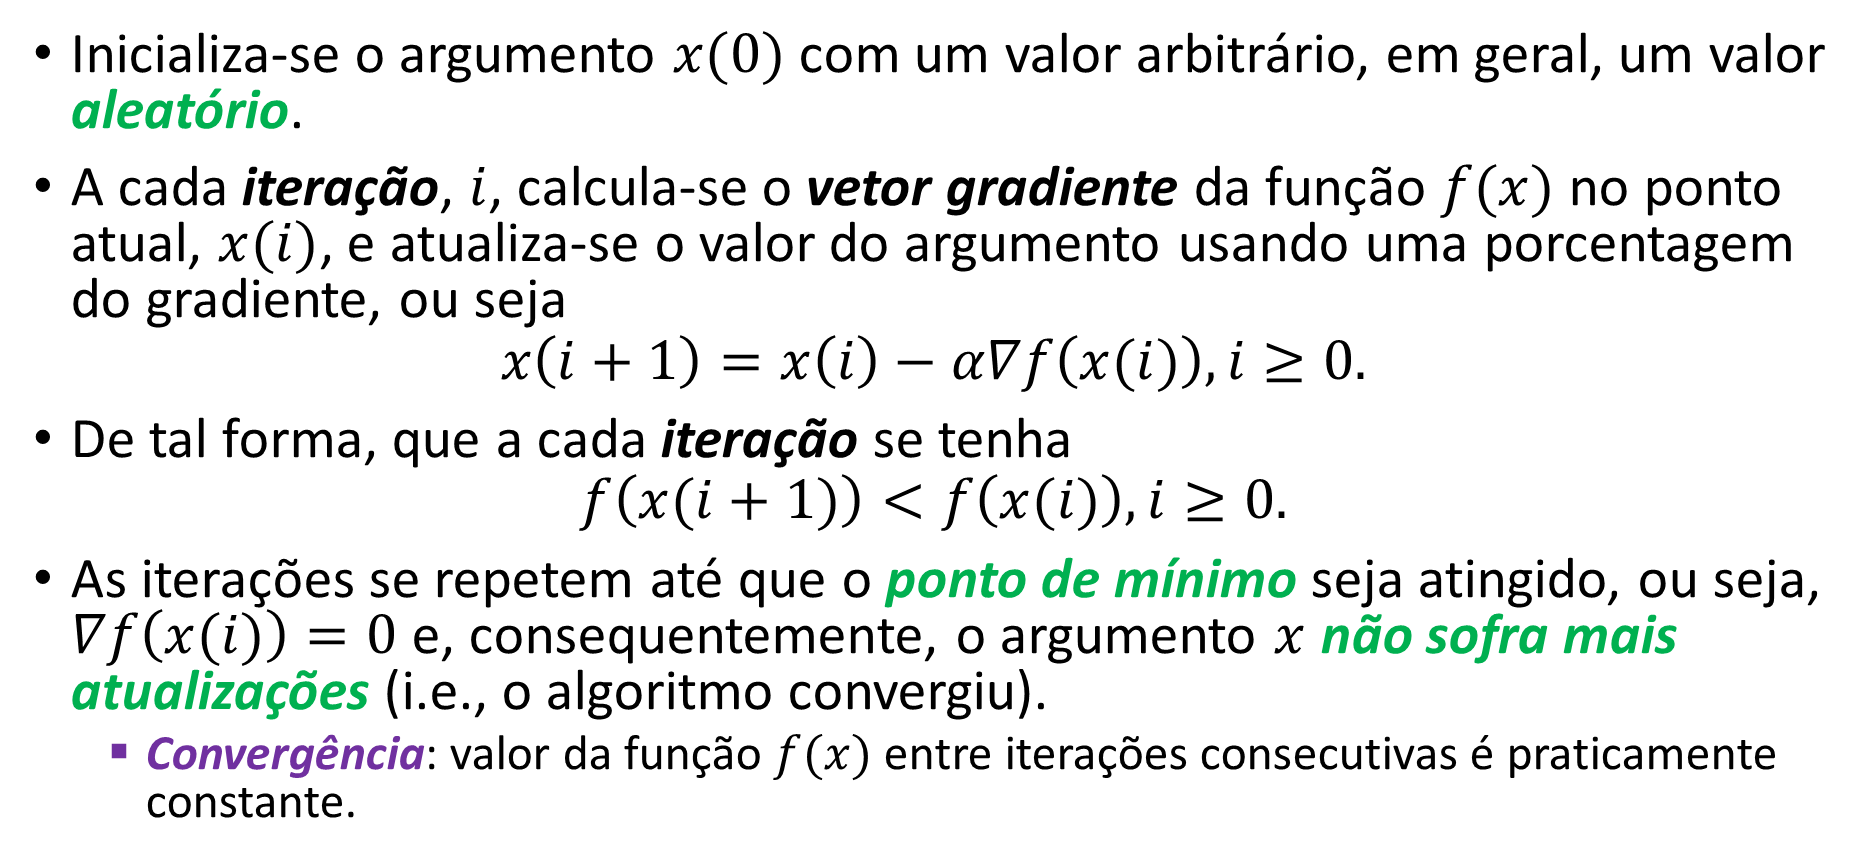 • Inicializa-se o argumento x(0) com um valor arbitrário, em geral, um valor
aleatório.
• A cada iteração, i, calcula-se o vetor gradiente da função f(x) no ponto
atual, x(i), e atualiza-se o valor do argumento usando uma porcentagem
do gradiente, ou seja
x(i + 1) = x(i) − α∇f(x(i)), i ≥ 0.
• De tal forma, que a cada iteração se tenha
f(x(i + 1)) < f(x(i)), i ≥ 0.
• As iterações se repetem até que o ponto de mínimo seja atingido, ou seja,
∇f(x(i)) = 0 e, consequentemente, o argumento x não sofra mais
atualizações (i.e., o algoritmo convergiu).
▪ Convergência: valor da função f(x) entre iterações consecutivas é praticamente
constante.